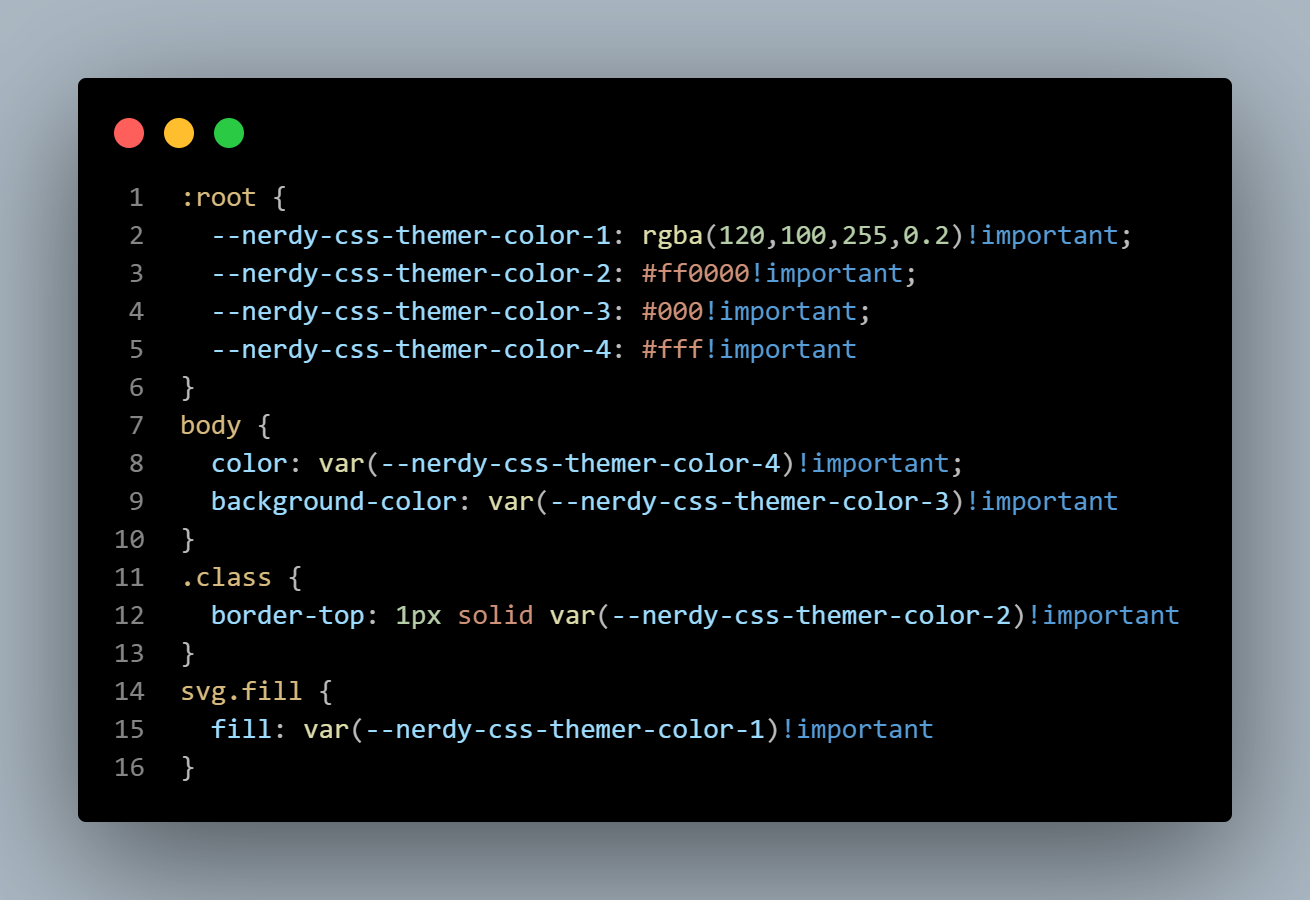 1 :root {
2   --nerdy-css-themer-color-1: rgba(120,100,255,0.2)!important;
3   --nerdy-css-themer-color-2: #ff0000!important;
4   --nerdy-css-themer-color-3: #000!important;
5   --nerdy-css-themer-color-4: #fff!important
6 }
7 body {
8   color: var(--nerdy-css-themer-color-4)!important;
9   background-color: var(--nerdy-css-themer-color-3)!important
10 }
11 .class {
12   border-top: 1px solid var(--nerdy-css-themer-color-2)!important
13 }
14 svg.fill {
15   fill: var(--nerdy-css-themer-color-1)!important
16 }